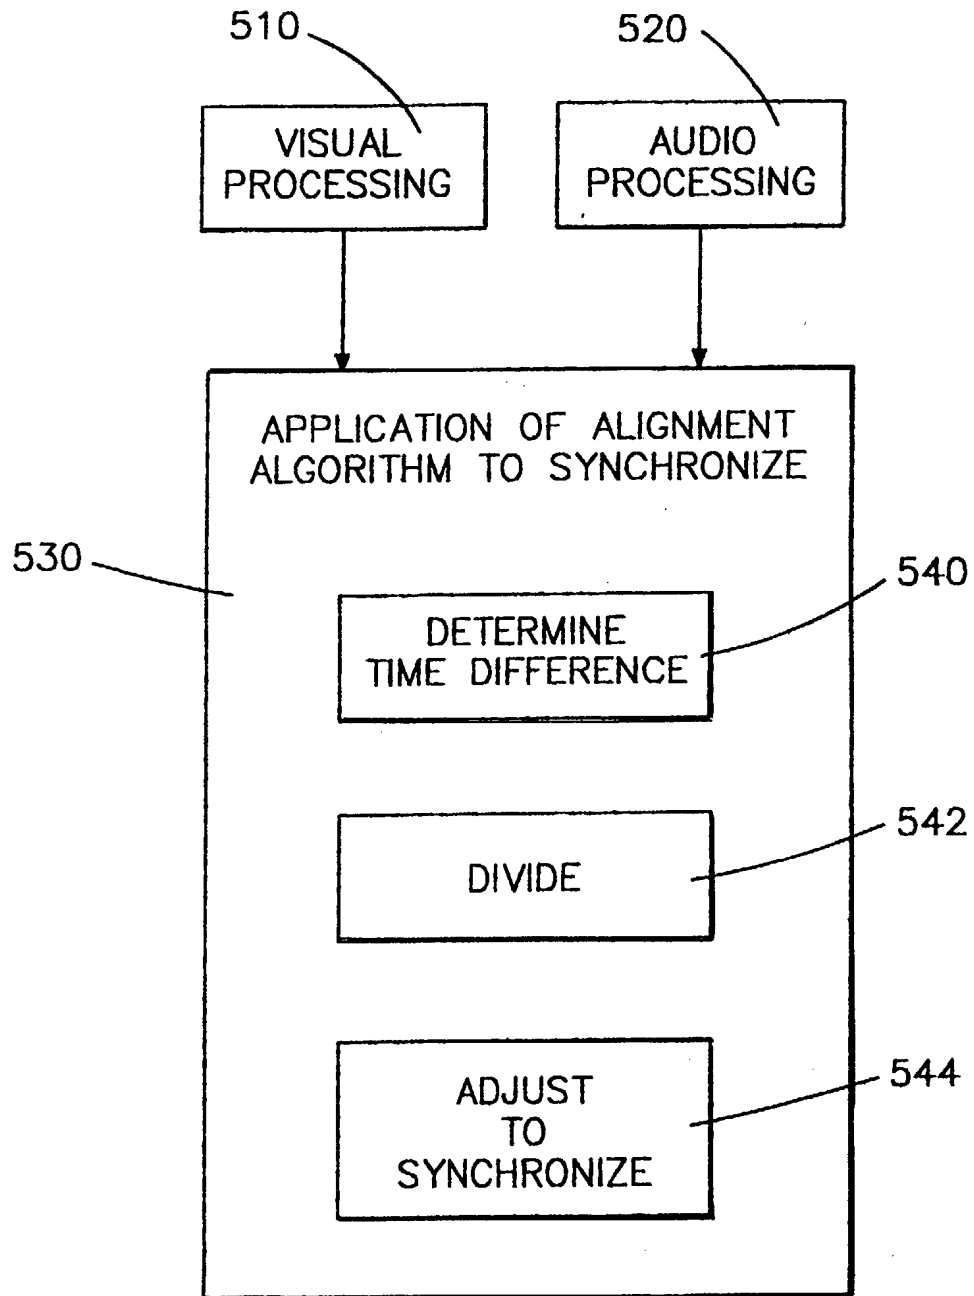 510
520
VISUAL
PROCESSING
AUDIO
PROCESSING
APPLICATION OF ALIGNMENT
ALGORITHM TO SYNCHRONIZE
530
540
DETERMINE
TIME DIFFERENCE
542
DIVIDE
544
ADJUST
TO
SYNCHRONIZE